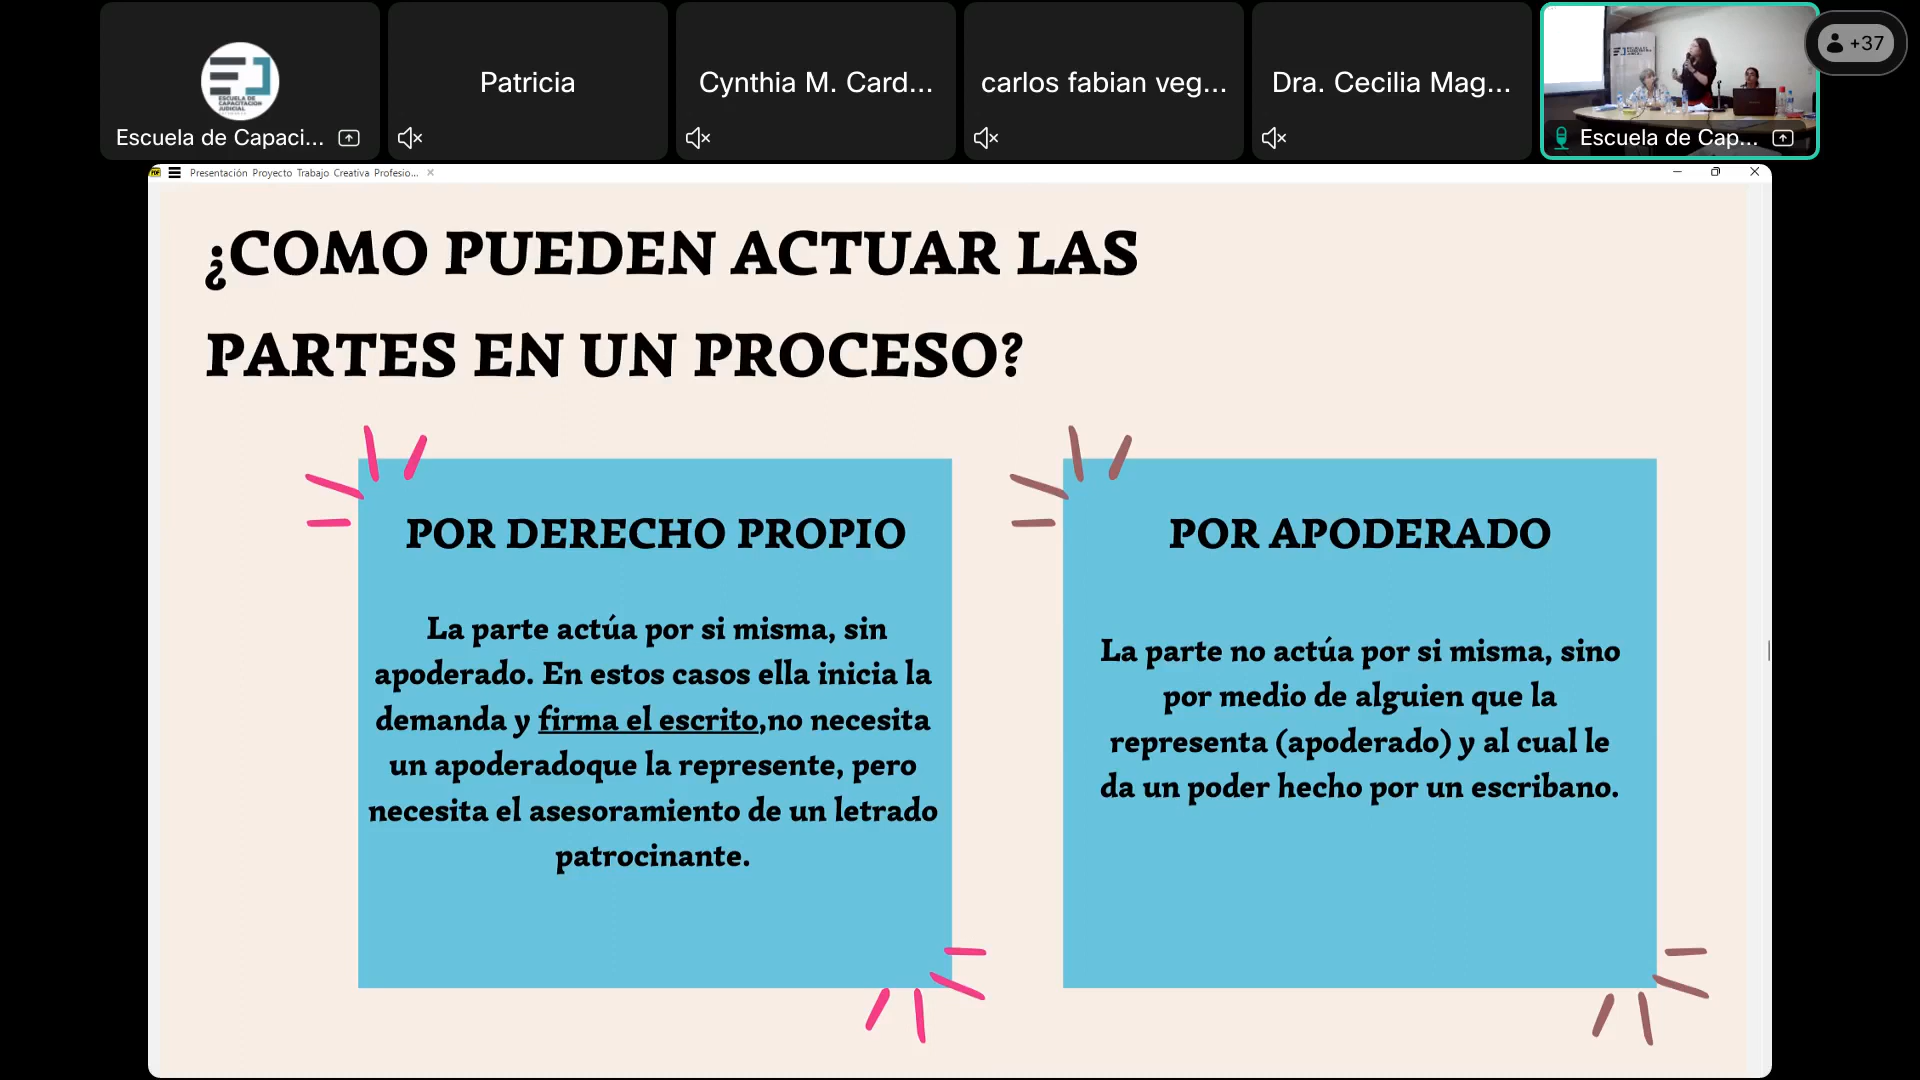 ESCUELA DE
CAPACITACIÓN
JUDICIAL
Escuela de Capaci...
Patricia
Cynthia M. Card...
carlos fabian veg...
Dra. Cecilia Mag...
Escuela de Cap...
+37
Presentación Proyecto Trabajo Creativa Profesio...
¿COMO PUEDEN ACTUAR LAS
PARTES EN UN PROCESO?
POR DERECHO PROPIO
La parte actúa por si misma, sin
apoderado. En estos casos ella inicia la
demanda y firma el escrito,no necesita
un apoderadoque la represente, pero
necesita el asesoramiento de un letrado
patrocinante.
POR APODERADO
La parte no actúa por si misma, sino
por medio de alguien que la
representa (apoderado) y al cual le
da un poder hecho por un escribano.